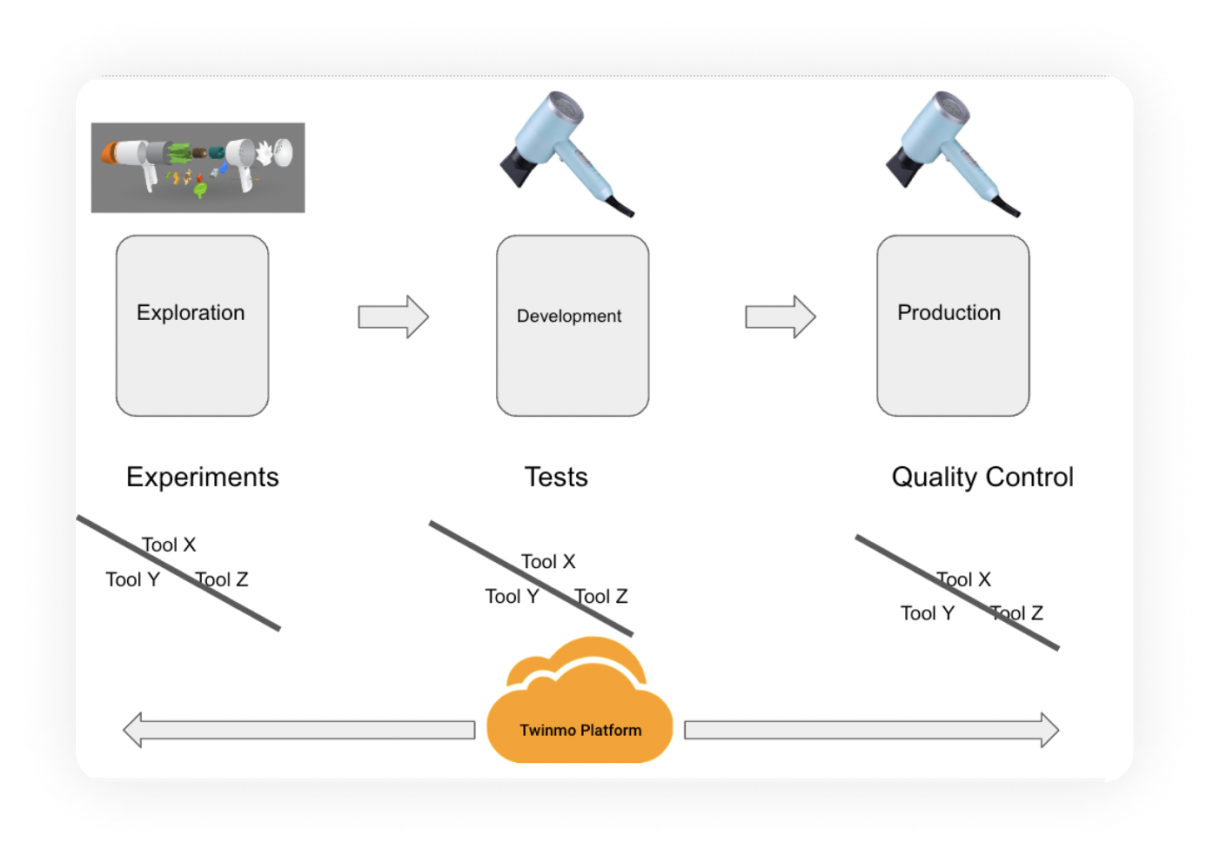 Exploration
Development
Production
Experiments
Tests
Quality Control
Tool X
Tool Y Tool Z
Tool X
Tool Y Tool Z
Tool X
Tool Y Tool Z
Twinmo Platform